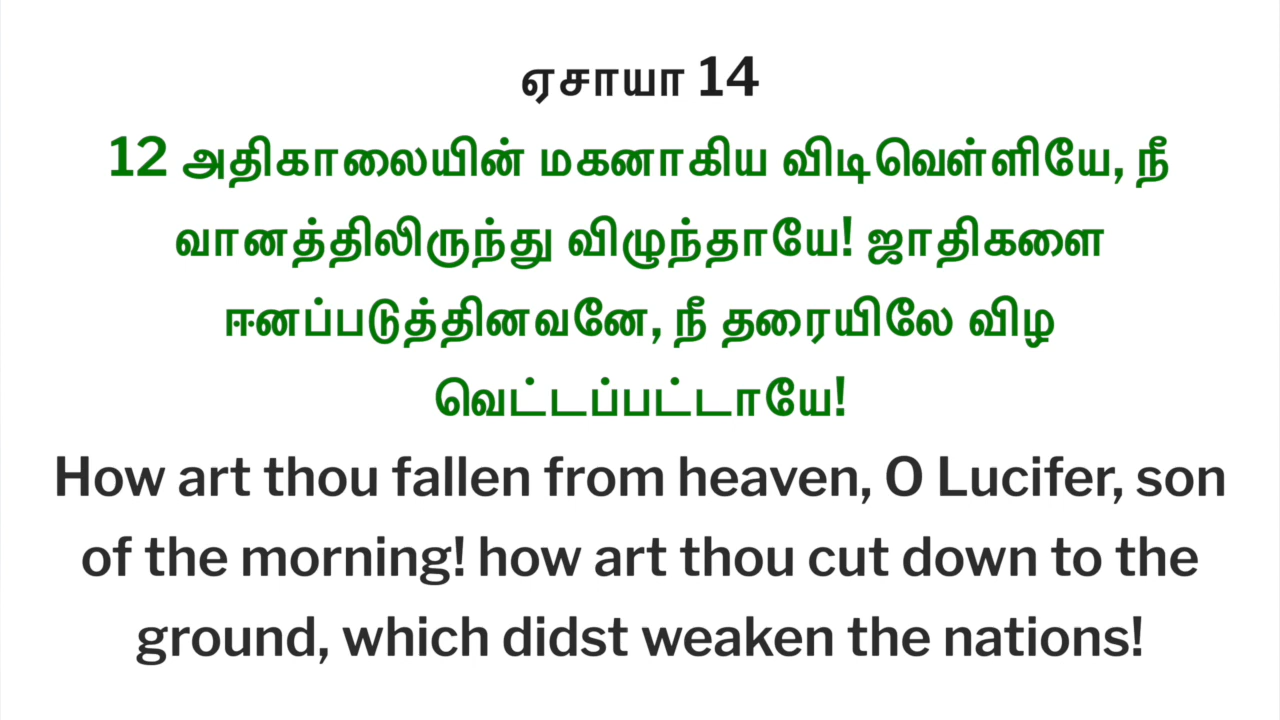 ஏசாயா 14
12 அதிகாலையின் மகனாகிய விடிவெள்ளியே, நீ
வானத்திலிருந்து விழுந்தாயே! ஜாதிகளை
ஈனப்படுத்தினவனே, நீ தரையிலே விழ
வெட்டப்பட்டாயே!
How art thou fallen from heaven, O Lucifer, son
of the morning! how art thou cut down to the
ground, which didst weaken the nations!